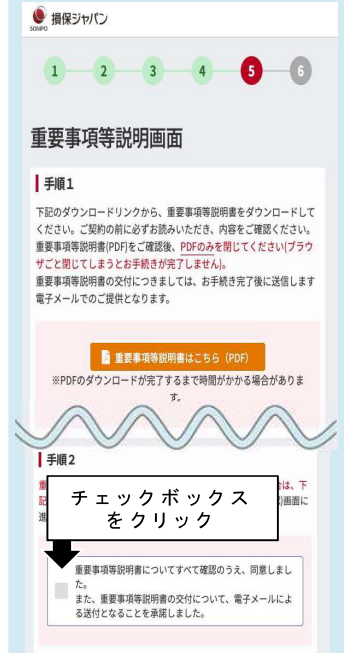 損保ジャパン
SOMPO
1 2 3 4 5 6
重要事項等説明画面
手順1
下記のダウンロードリンクから、重要事項等説明書をダウンロードして
ください。ご契約の前に必ずお読みいただき、内容をご確認ください。
重要事項等説明書(PDF)をご確認後、PDFのみを閉じてください(ブラウ
ザごと閉じてしまうとお手続きが完了しません)。
重要事項等説明書の交付につきましては、お手続き完了後に送信します
電子メールでのご提供となります。
重要事項等説明書はこちら（PDF）
※PDFのダウンロードが完了するまで時間がかかる場合がありま
す。
手順2
重 合は、下
記 画面に
進
チェックボックス
をクリック
重要事項等説明書についてすべて確認のうえ、同意しまし
た。
また、重要事項等説明書の交付について、電子メールによ
る送付となることを承諾しました。